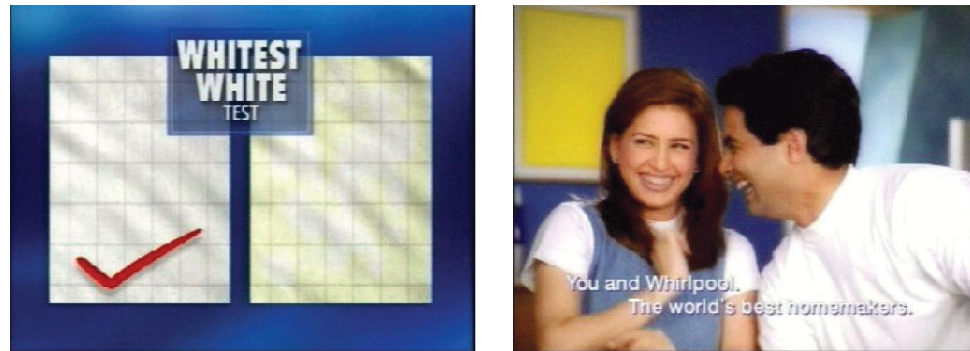 WHITEST
WHITE
TEST
You and Whirlpool.
The world's best homemakers.